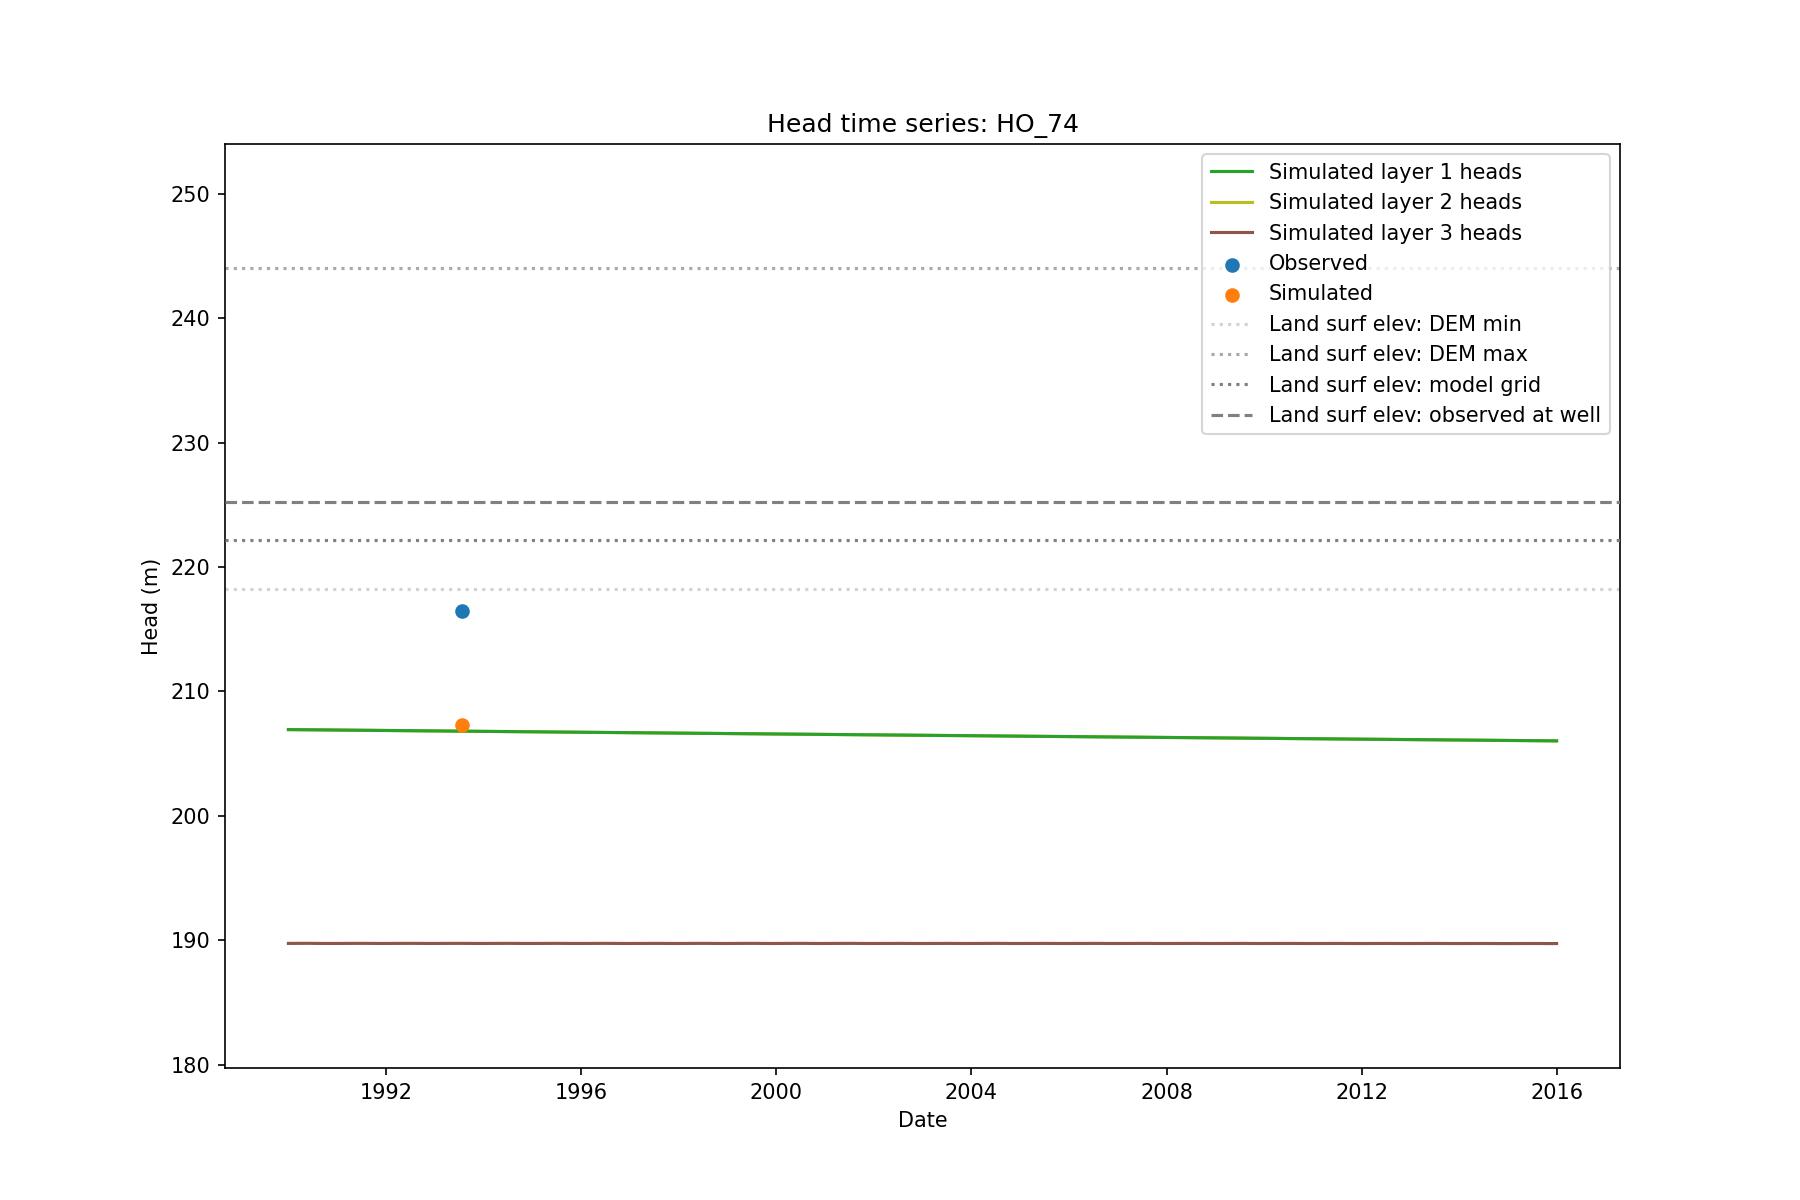 Head time series: HO_74
250
240
230
220
210
200
190
180
Head (m)
Simulated layer 1 heads
Simulated layer 2 heads
Simulated layer 3 heads
Observed
Simulated
Land surf elev: DEM min
Land surf elev: DEM max
Land surf elev: model grid
Land surf elev: observed at well
1992 1996 2000 2004 2008 2012 2016
Date